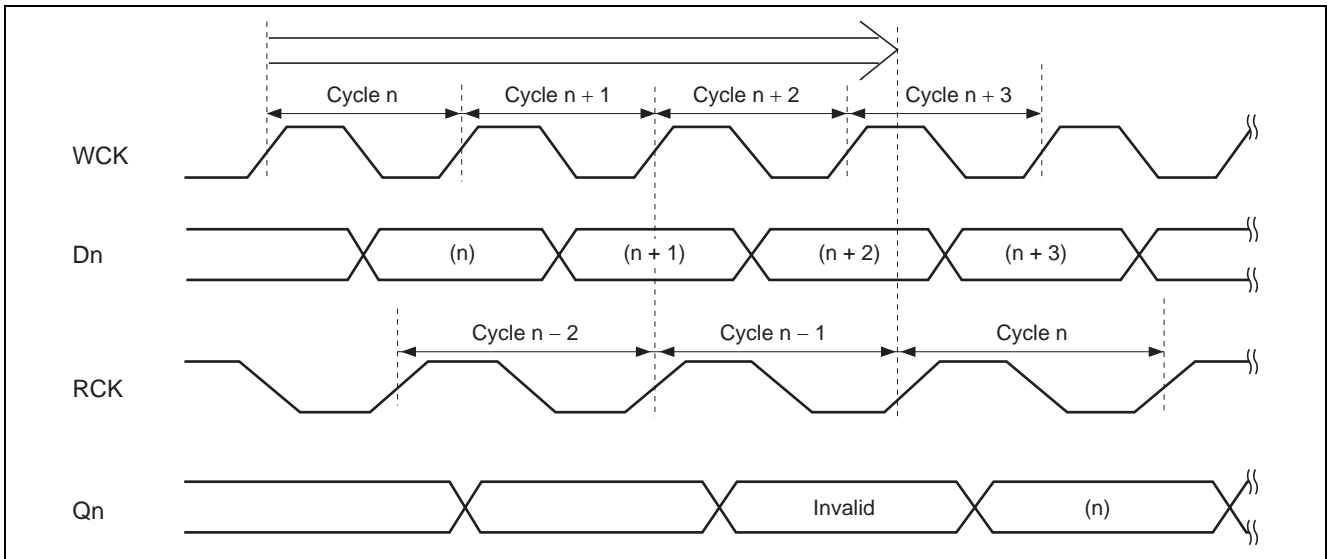 Cycle n Cycle n + 1 Cycle n + 2 Cycle n + 3
WCK
Dn (n) (n + 1) (n + 2) (n + 3)
Cycle n − 2 Cycle n − 1 Cycle n
RCK
Qn Invalid (n)